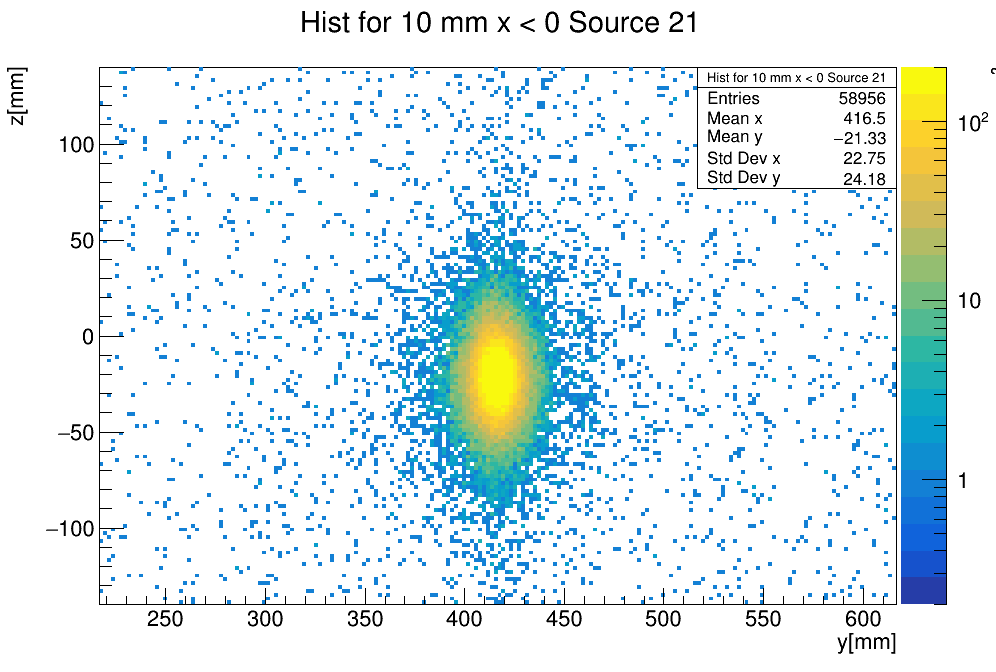 Hist for 10 mm x < 0 Source 21
z[mm]
Hist for 10 mm x < 0 Source 21
Entries 58956
Mean x 416.5
Mean y −21.33
Std Dev x 22.75
Std Dev y 24.18
100
50
0
−50
−100
250 300 350 400 450 500 550 600
y[mm]
10²
10
1